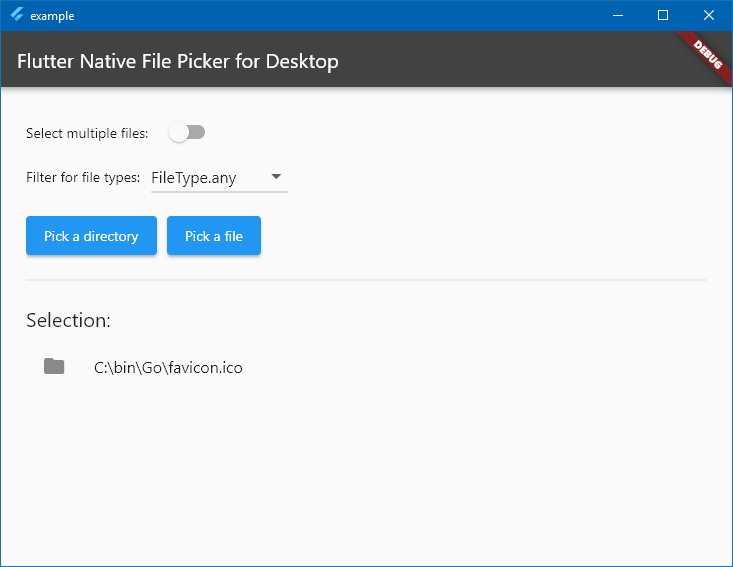 example
Flutter Native File Picker for Desktop
DEBUG
Select multiple files:
Filter for file types: FileType.any
Pick a directory Pick a file
Selection:
C:\bin\Go\favicon.ico